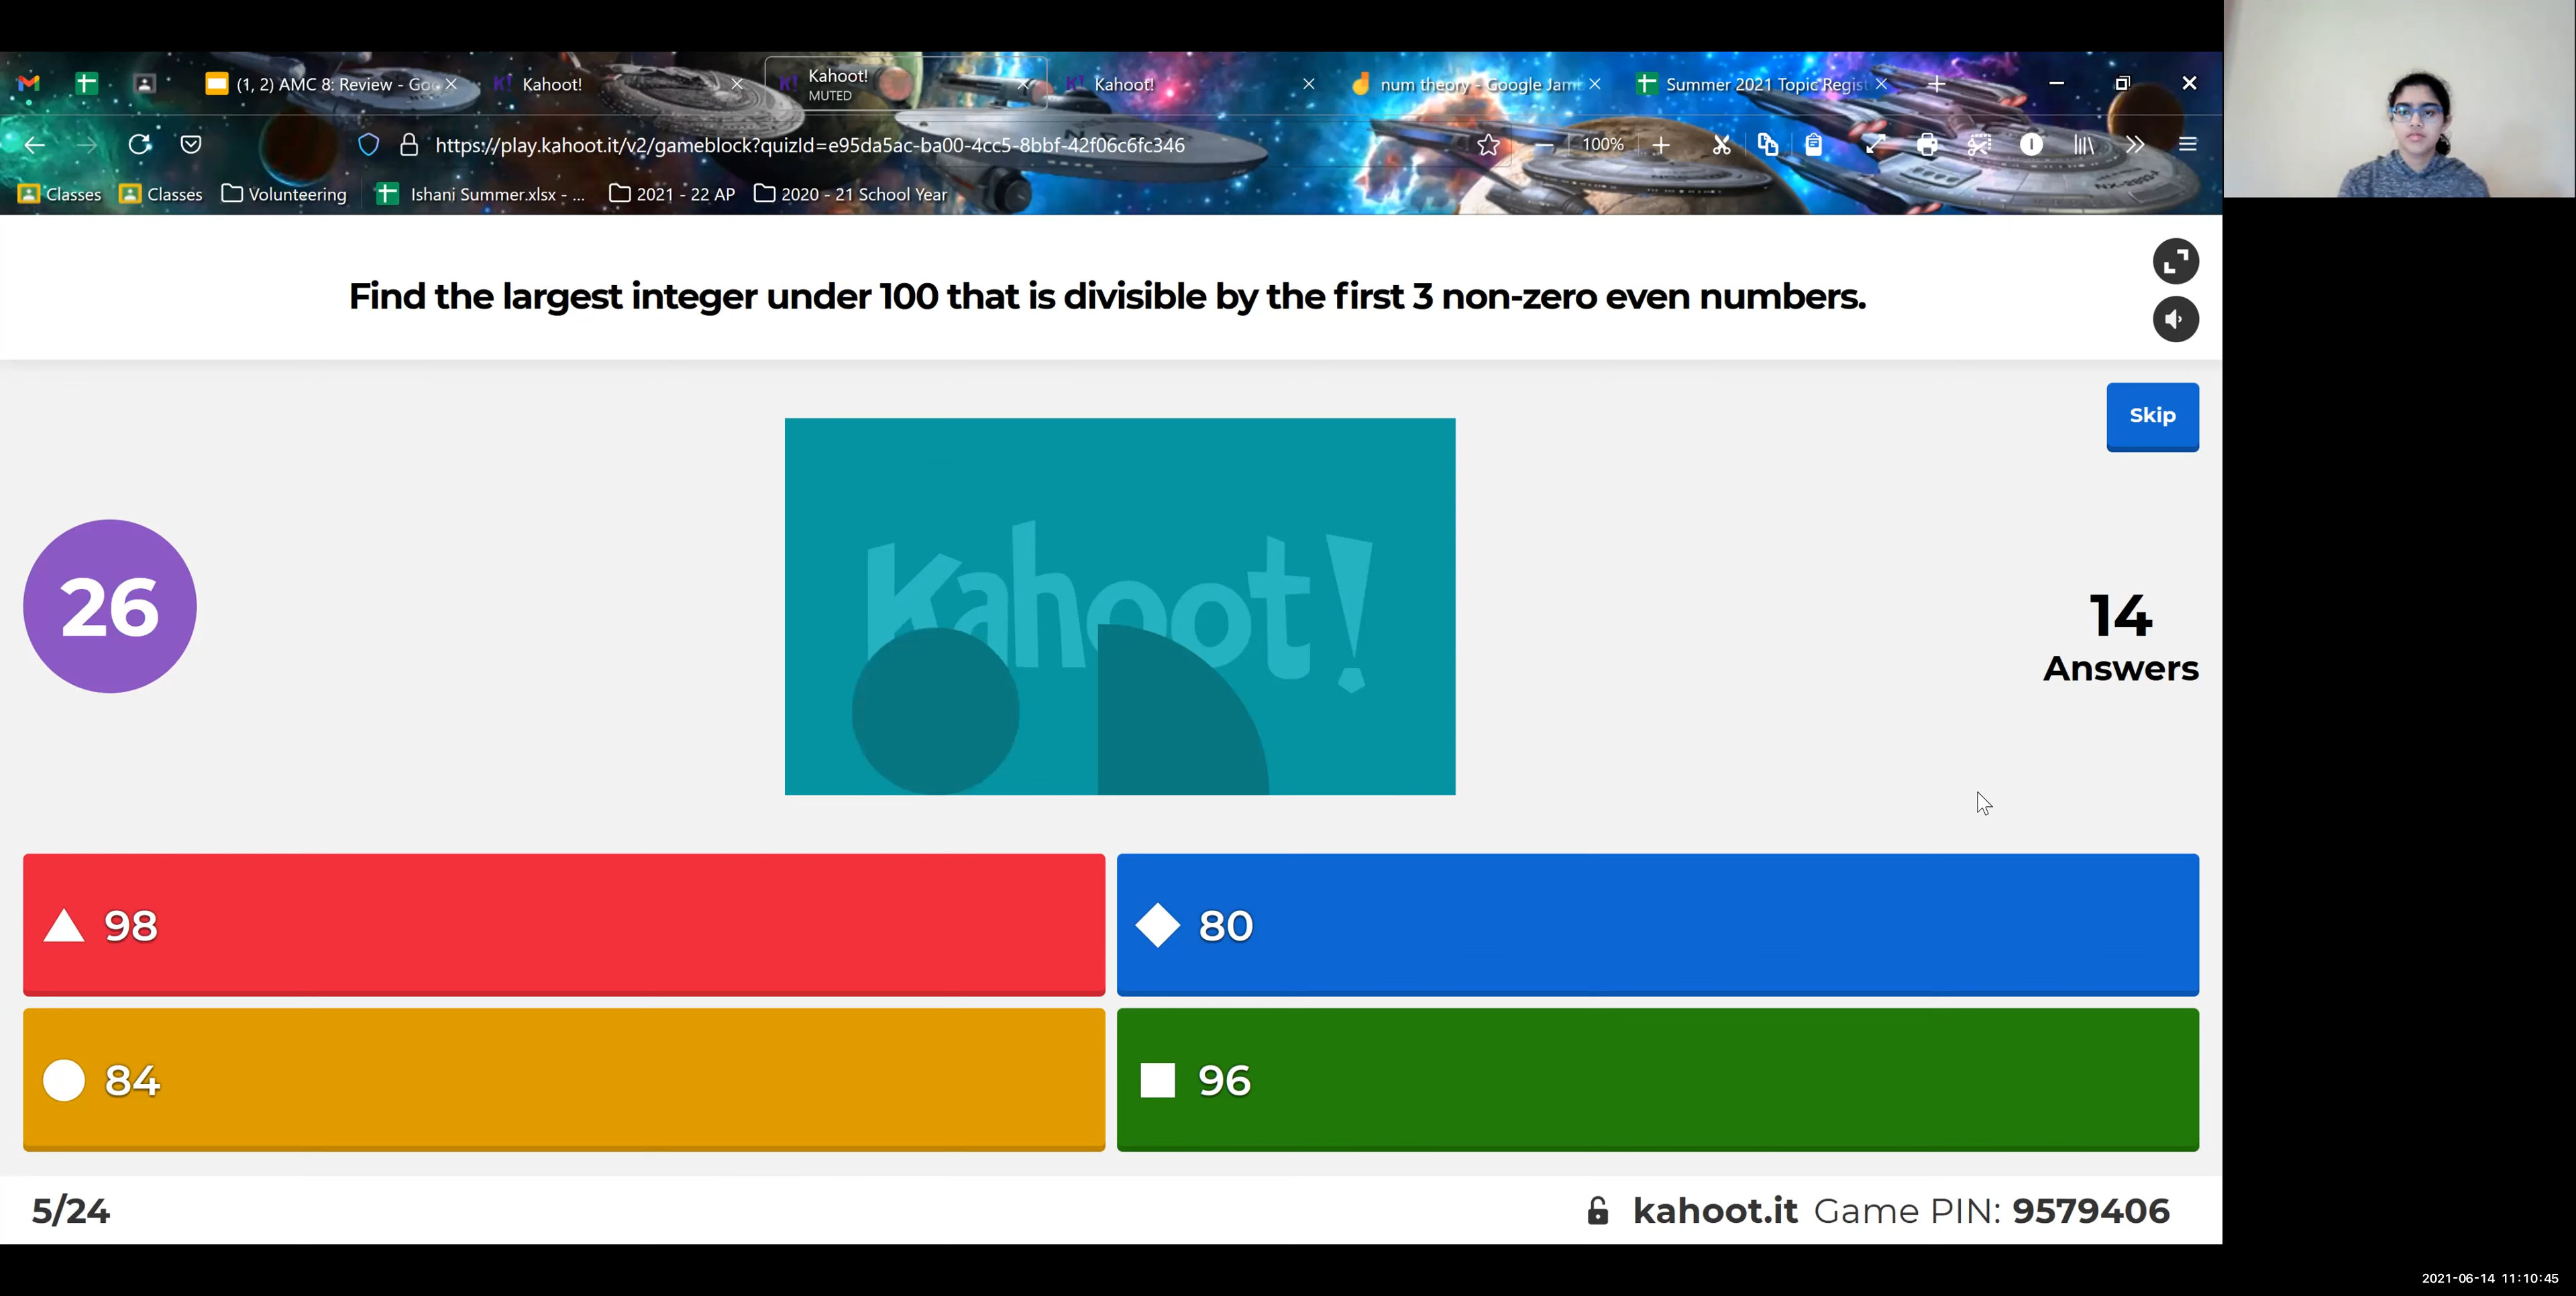 (1, 2) AMC 8: Review - Goo
Kahoot!
Kahoot!
MUTED
Kahoot!
num theory - Google Jam
Summer 2021 Topic Regist
https://play.kahoot.it/v2/gameblock?quizId=e95da5ac-ba00-4cc5-8bbf-42f06c6fc346
100%
Classes
Classes
Volunteering
Ishani Summer.xlsx - ...
2021 - 22 AP
2020 - 21 School Year
Find the largest integer under 100 that is divisible by the first 3 non-zero even numbers.
Skip
26
Kahoot!
14
Answers
98
80
84
96
5/24
kahoot.it Game PIN: 9579406
2021-06-14 11:10:45